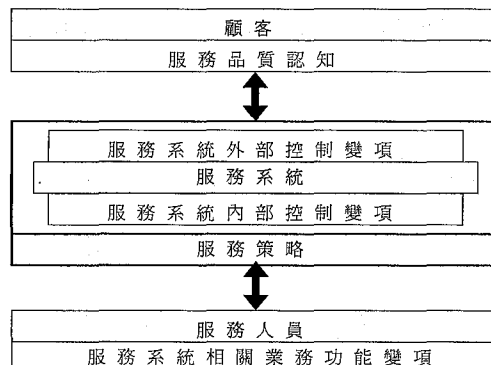 顧客
服務品質認知
服務系統外部控制變項
服務系統
服務系統內部控制變項
服務策略
服務人員
服務系統相關業務功能變項